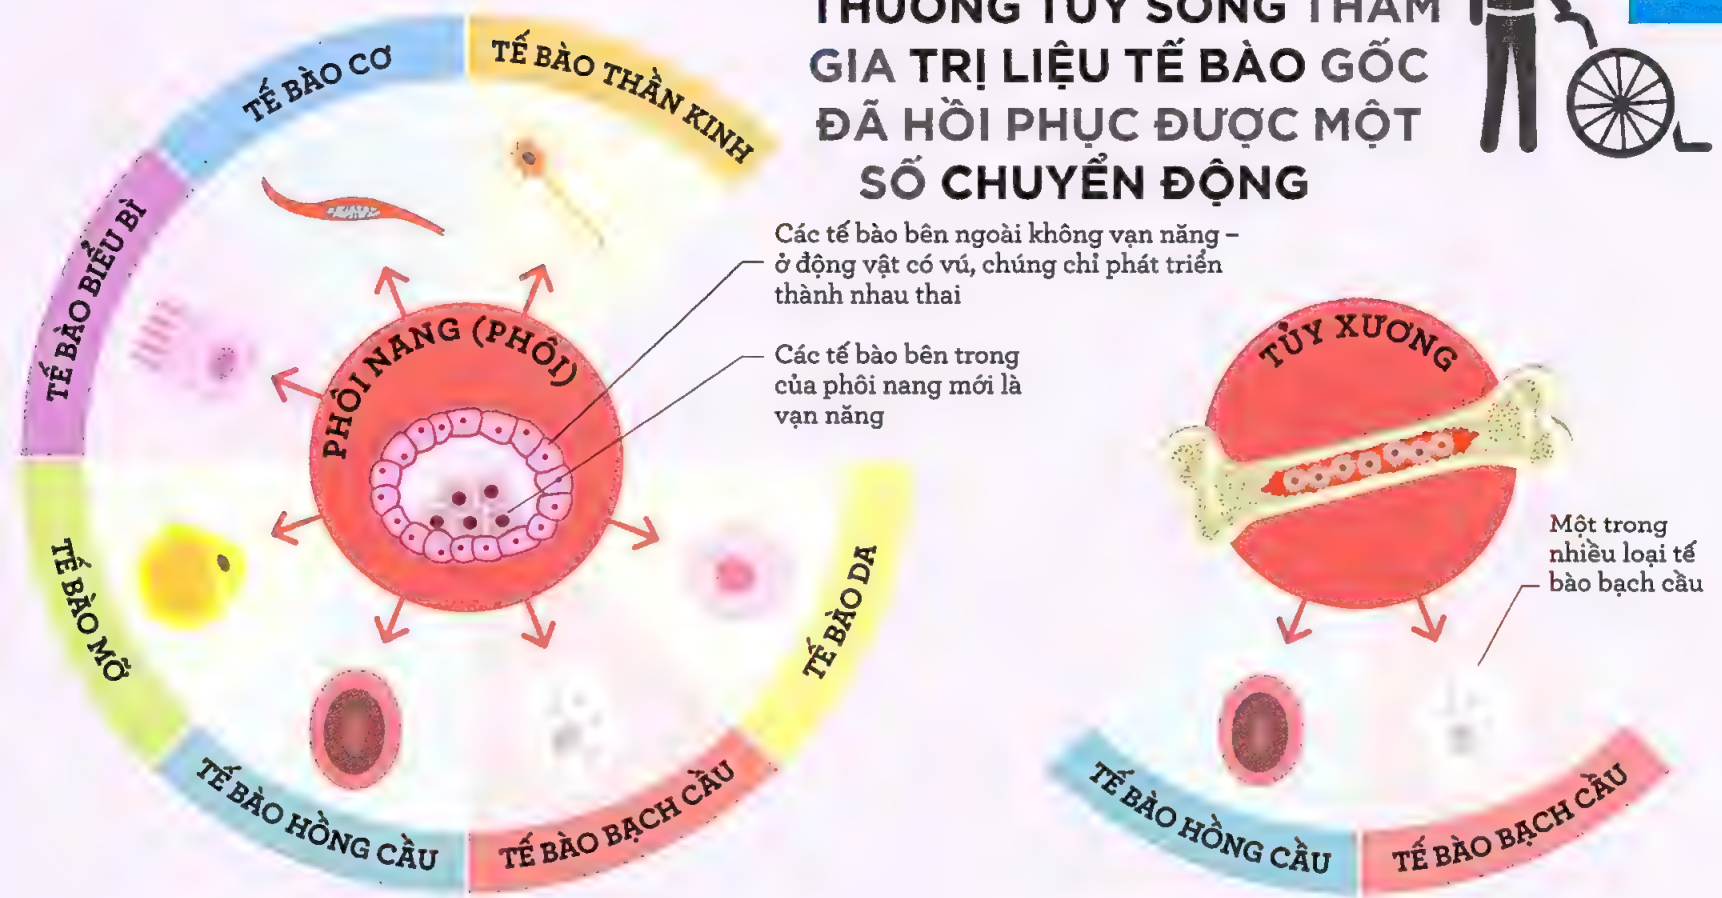 THƯƠNG TỦY SỐNG THAM
GIA TRỊ LIỆU TẾ BÀO GỐC
ĐÃ HỒI PHỤC ĐƯỢC MỘT
SỐ CHUYỂN ĐỘNG
TẾ BÀO CƠ
TẾ BÀO THẦN KINH
TẾ BÀO BIỂU BÌ
Các tế bào bên ngoài không vạn năng –
ở động vật có vú, chúng chỉ phát triển
thành nhau thai
PHÔI NANG (PHÔI)
Các tế bào bên trong
của phôi nang mới là
vạn năng
TẾ BÀO MỠ
TẾ BÀO DA
TẾ BÀO HỒNG CẦU
TẾ BÀO BẠCH CẦU
TỦY XƯƠNG
Một trong
nhiều loại tế
bào bạch cầu
TẾ BÀO HỒNG CẦU
TẾ BÀO BẠCH CẦU